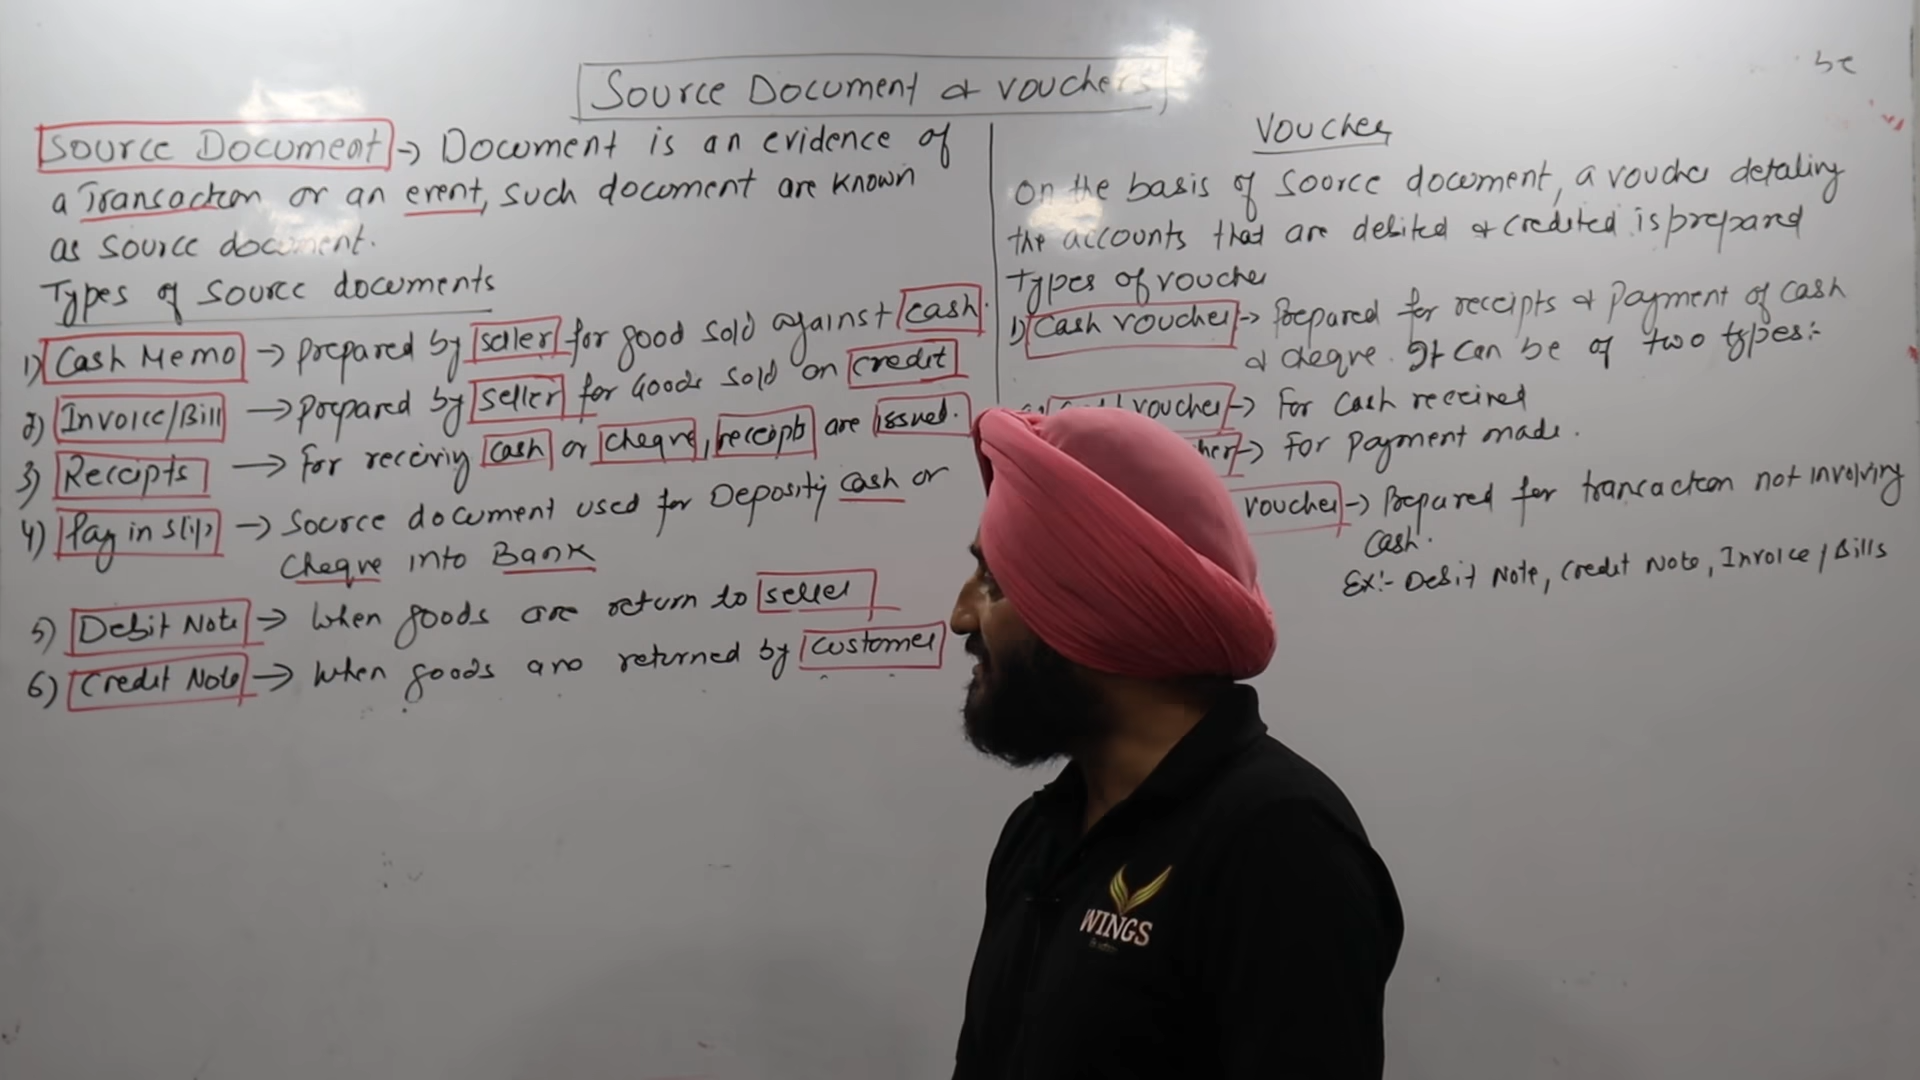 Source Document & vouchers
be
Source Document → Document is an evidence of
a Transaction or an event, such document are known
as source document.
Types of source documents
1) Cash Memo → prepared by seller for good sold against cash.
2) Invoice/Bill → prepared by seller for Goods sold on credit
3) Receipts → for receiving cash or cheque, receipts are issued.
4) Pay in slip → Source document used for Depositg cash or
Cheque into Bank
5) Debit Note → When goods are return to seller
6) Credit Note → When goods are returned by customer
Voucher
on the basis of source document, a voucher detaling
the accounts that are debited & credited is prepared
Types of voucher
1) Cash voucher → Prepared for receipts & Payment of cash
& cheque. It can be of two types:-
voucher → For cash received
her → For Payment made.
voucher → Prepared for transaction not involving
cash.
Ex:- Debit Note, Credit Note, Invoice / Bills
WINGS